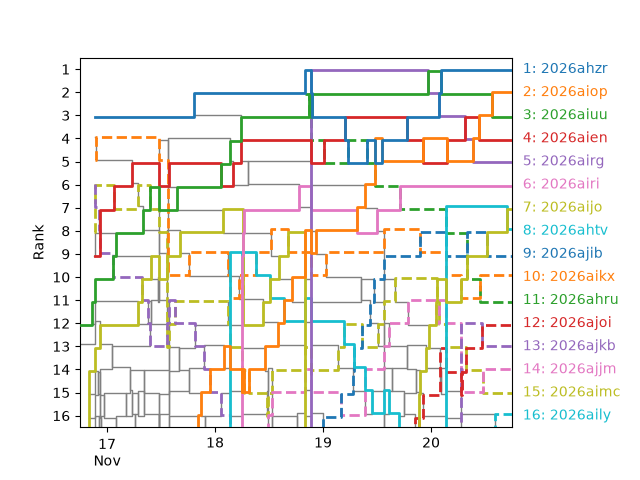 Rank
1
2
3
4
5
6
7
8
9
10
11
12
13
14
15
16
17
18
19
20
Nov
1: 2026ahzr
2: 2026aiop
3: 2026aiuu
4: 2026aien
5: 2026airg
6: 2026airi
7: 2026aijo
8: 2026ahtv
9: 2026ajib
10: 2026aikx
11: 2026ahru
12: 2026ajoi
13: 2026ajkb
14: 2026ajjm
15: 2026aimc
16: 2026aily